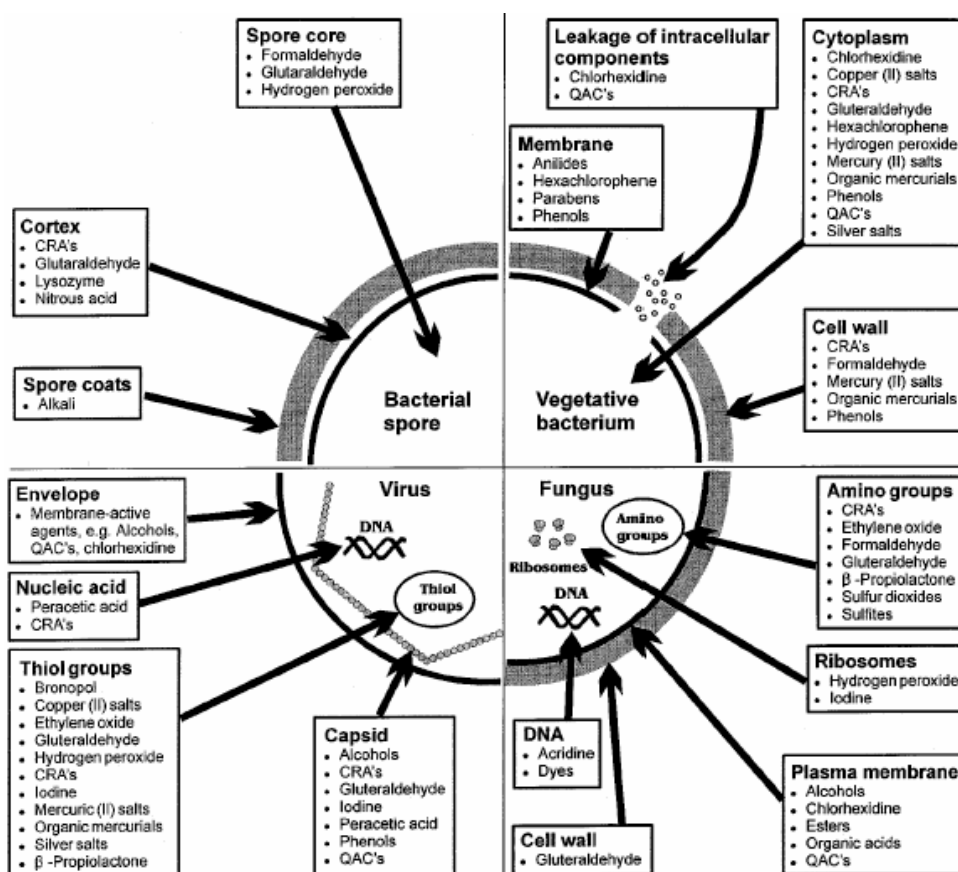 Spore core
• Formaldehyde
• Glutaraldehyde
• Hydrogen peroxide
Cortex
• CRA's
• Glutaraldehyde
• Lysozyme
• Nitrous acid
Spore coats
• Alkali
Bacterial
spore
Leakage of intracellular
components
• Chlorhexidine
• QAC's
Membrane
• Anilides
• Hexachlorophene
• Parabens
• Phenols
Cytoplasm
• Chlorhexidine
• Copper (II) salts
• CRA's
• Gluteraldehyde
• Hexachlorophene
• Hydrogen peroxide
• Mercury (II) salts
• Organic mercurials
• Phenols
• QAC's
• Silver salts
Cell wall
• CRA's
• Formaldehyde
• Mercury (II) salts
• Organic mercurials
• Phenols
Vegetative
bacterium
Envelope
• Membrane-active
agents, e.g. Alcohols,
QAC's, chlorhexidine
Nucleic acid
• Peracetic acid
• CRA's
Thiol groups
• Bronopol
• Copper (II) salts
• Ethylene oxide
• Gluteraldehyde
• Hydrogen peroxide
• CRA's
• Iodine
• Mercuric (II) salts
• Organic mercurials
• Silver salts
• β -Propiolactone
Virus
DNA
Thiol
groups
Capsid
• Alcohols
• CRA's
• Gluteraldehyde
• Iodine
• Peracetic acid
• Phenols
• QAC's
Fungus
Amino
groups
Ribosomes
DNA
Amino groups
• CRA's
• Ethylene oxide
• Formaldehyde
• Gluteraldehyde
• β -Propiolactone
• Sulfur dioxides
• Sulfites
Ribosomes
• Hydrogen peroxide
• Iodine
DNA
• Acridine
• Dyes
Cell wall
• Gluteraldehyde
Plasma membrane
• Alcohols
• Chlorhexidine
• Esters
• Organic acids
• QAC's